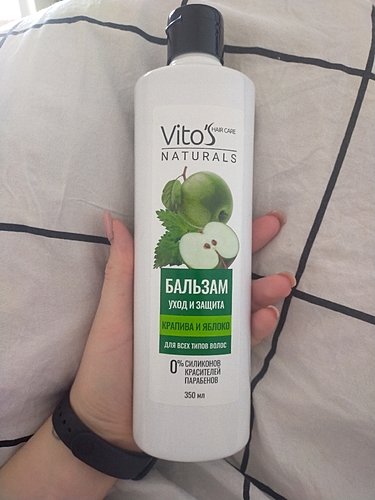 Vito's HAIR CARE
NATURALS
БАЛЬЗАМ
УХОД И ЗАЩИТА
КРАПИВА И ЯБЛОКО
ДЛЯ ВСЕХ ТИПОВ ВОЛОС
0% СИЛИКОНОВ
КРАСИТЕЛЕЙ
ПАРАБЕНОВ
350 мл